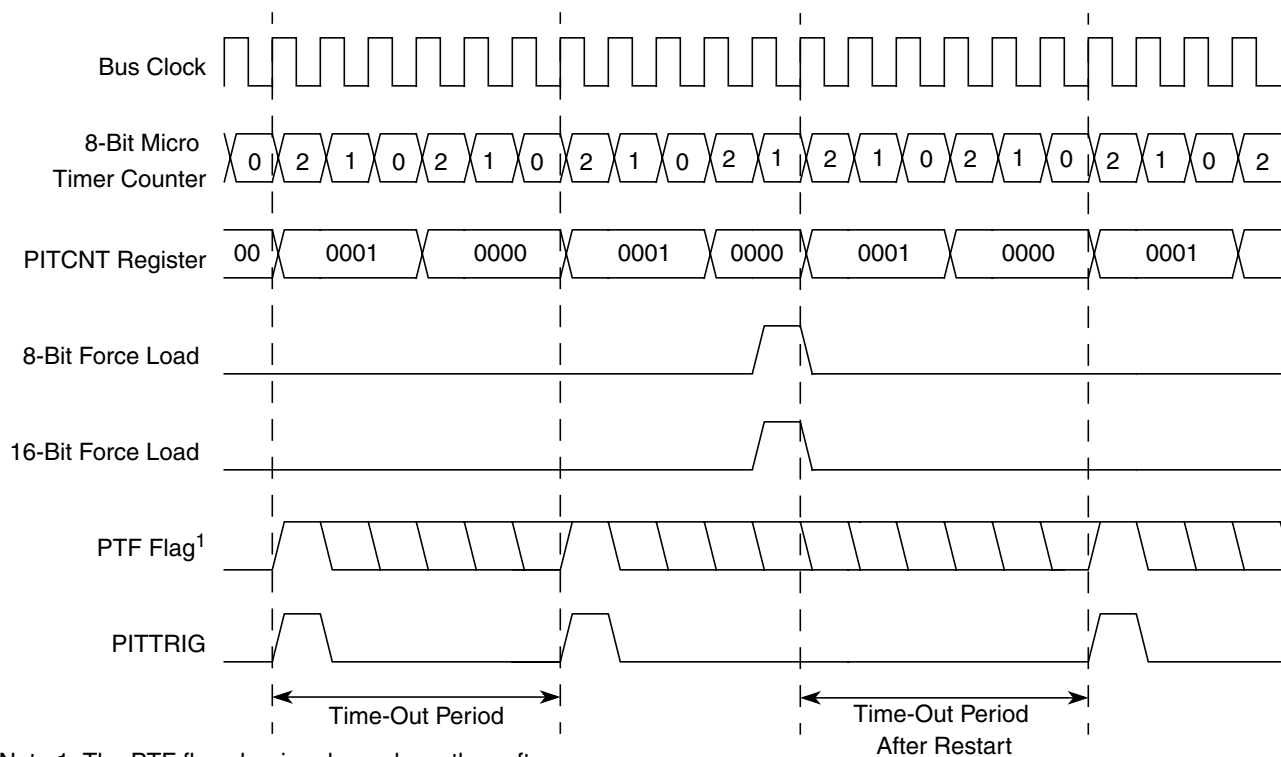 Bus Clock
8-Bit Micro
Timer Counter
0 2 1 0 2 1 0 2 1 0 2 1 2 1 0 2 1 0 2 1 0 2
PITCNT Register
00 0001 0000 0001 0000 0001 0000 0001
8-Bit Force Load
16-Bit Force Load
PTF Flag1
PITTRIG
Time-Out Period
Time-Out Period
After Restart